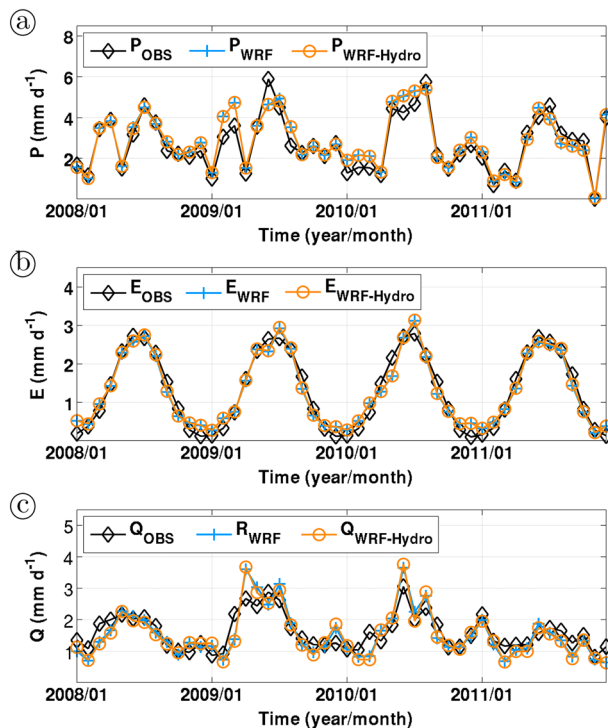 a
P_OBS P_WRF P_WRF-Hydro
8
6
4
2
P (mm d⁻¹)
2008/01 2009/01 2010/01 2011/01
Time (year/month)
b
E_OBS E_WRF E_WRF-Hydro
4
3
2
1
E (mm d⁻¹)
2008/01 2009/01 2010/01 2011/01
Time (year/month)
c
Q_OBS R_WRF Q_WRF-Hydro
5
4
3
2
1
Q (mm d⁻¹)
2008/01 2009/01 2010/01 2011/01
Time (year/month)